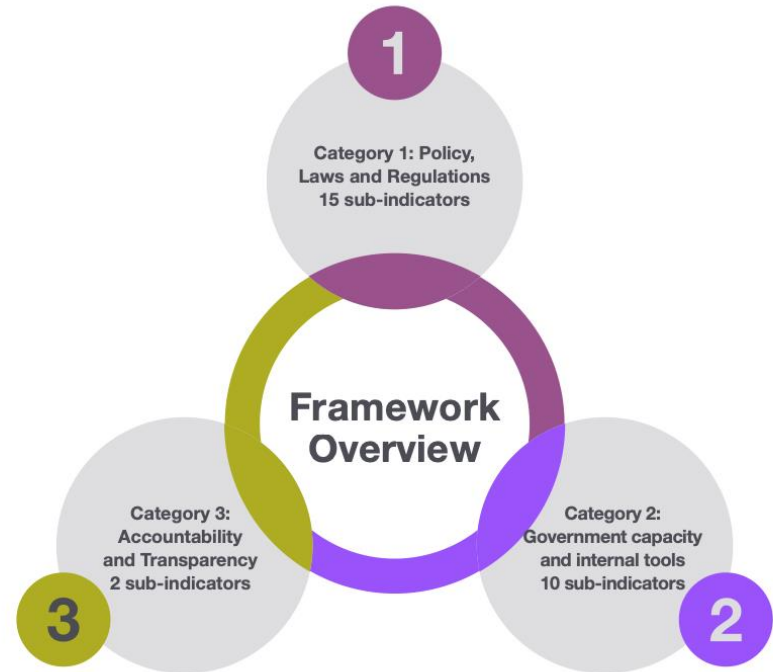 1
Category 1: Policy,
Laws and Regulations
15 sub-indicators
Framework
Overview
Category 3:
Accountability
and Transparency
2 sub-indicators
3
Category 2:
Government capacity
and internal tools
10 sub-indicators
2